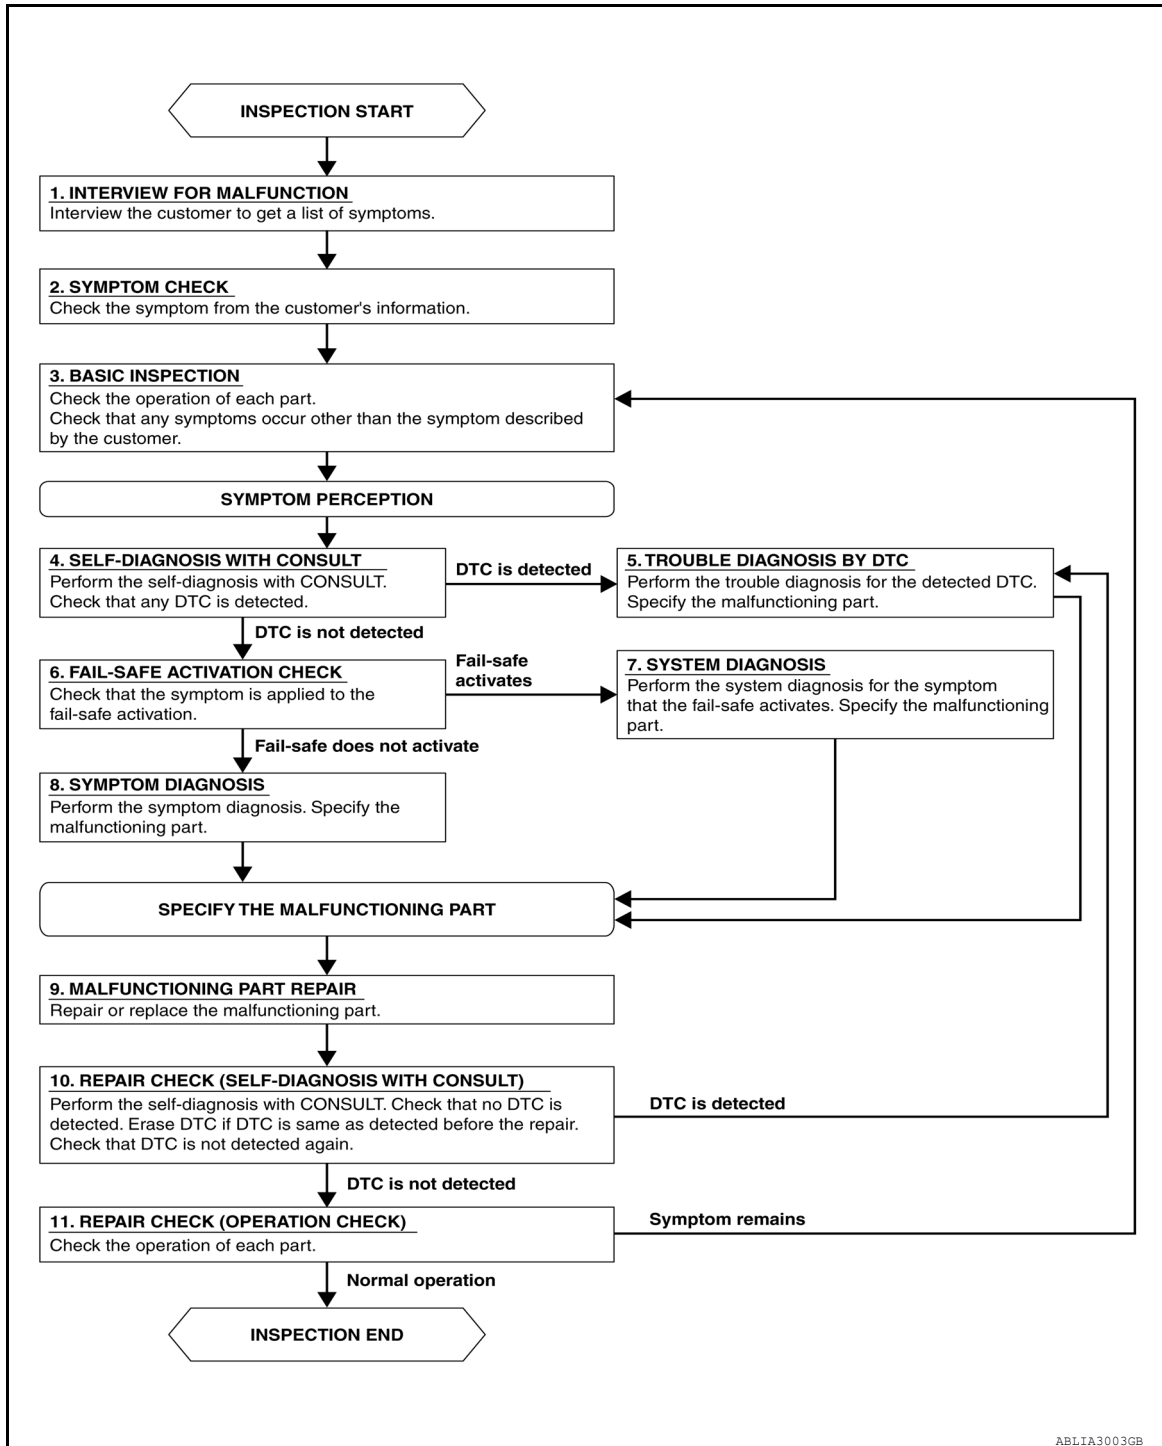 INSPECTION START
1. INTERVIEW FOR MALFUNCTION
Interview the customer to get a list of symptoms.
2. SYMPTOM CHECK
Check the symptom from the customer's information.
3. BASIC INSPECTION
Check the operation of each part.
Check that any symptoms occur other than the symptom described
by the customer.
SYMPTOM PERCEPTION
4. SELF-DIAGNOSIS WITH CONSULT
Perform the self-diagnosis with CONSULT.
Check that any DTC is detected.
DTC is detected
5. TROUBLE DIAGNOSIS BY DTC
Perform the trouble diagnosis for the detected DTC.
Specify the malfunctioning part.
DTC is not detected
6. FAIL-SAFE ACTIVATION CHECK
Check that the symptom is applied to the
fail-safe activation.
Fail-safe
activates
7. SYSTEM DIAGNOSIS
Perform the system diagnosis for the symptom
that the fail-safe activates. Specify the malfunctioning
part.
Fail-safe does not activate
8. SYMPTOM DIAGNOSIS
Perform the symptom diagnosis. Specify the
malfunctioning part.
SPECIFY THE MALFUNCTIONING PART
9. MALFUNCTIONING PART REPAIR
Repair or replace the malfunctioning part.
10. REPAIR CHECK (SELF-DIAGNOSIS WITH CONSULT)
Perform the self-diagnosis with CONSULT. Check that no DTC is
detected. Erase DTC if DTC is same as detected before the repair.
Check that DTC is not detected again.
DTC is detected
DTC is not detected
11. REPAIR CHECK (OPERATION CHECK)
Check the operation of each part.
Symptom remains
Normal operation
INSPECTION END
ABLIA3003GB